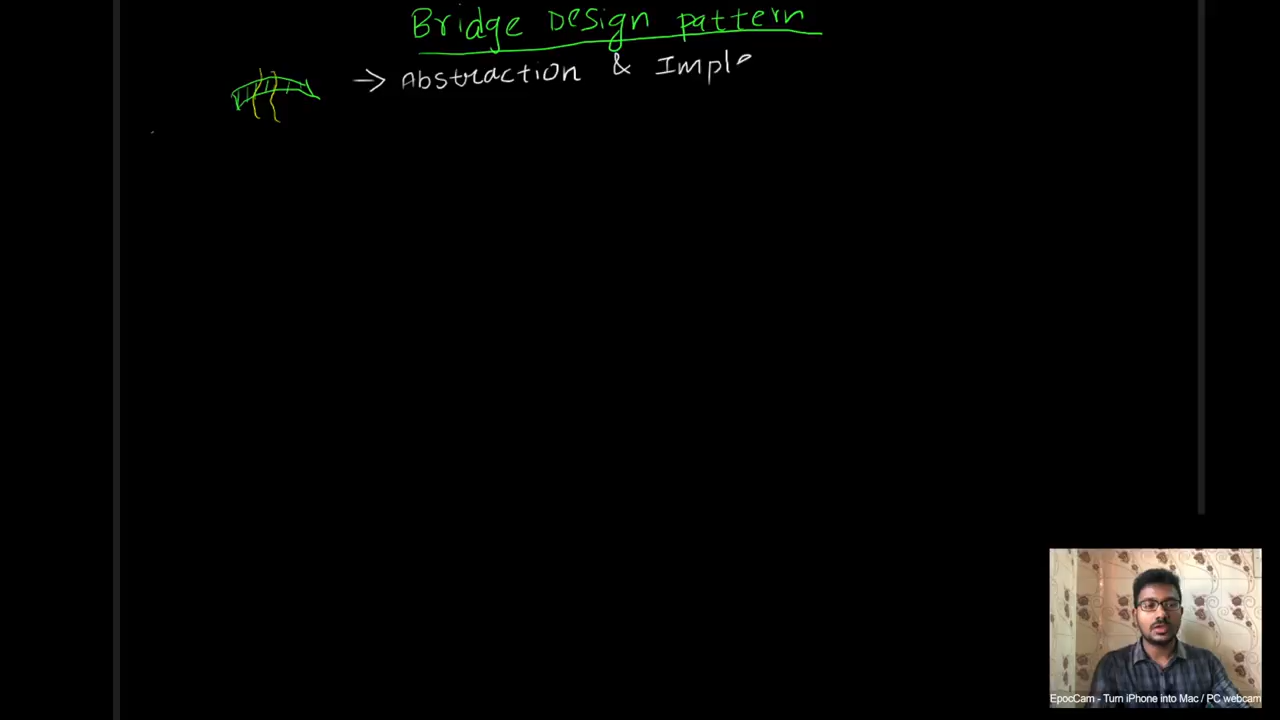 Bridge Design pattern
→ Abstraction & Imple
EpocCam - Turn iPhone into Mac / PC webcam